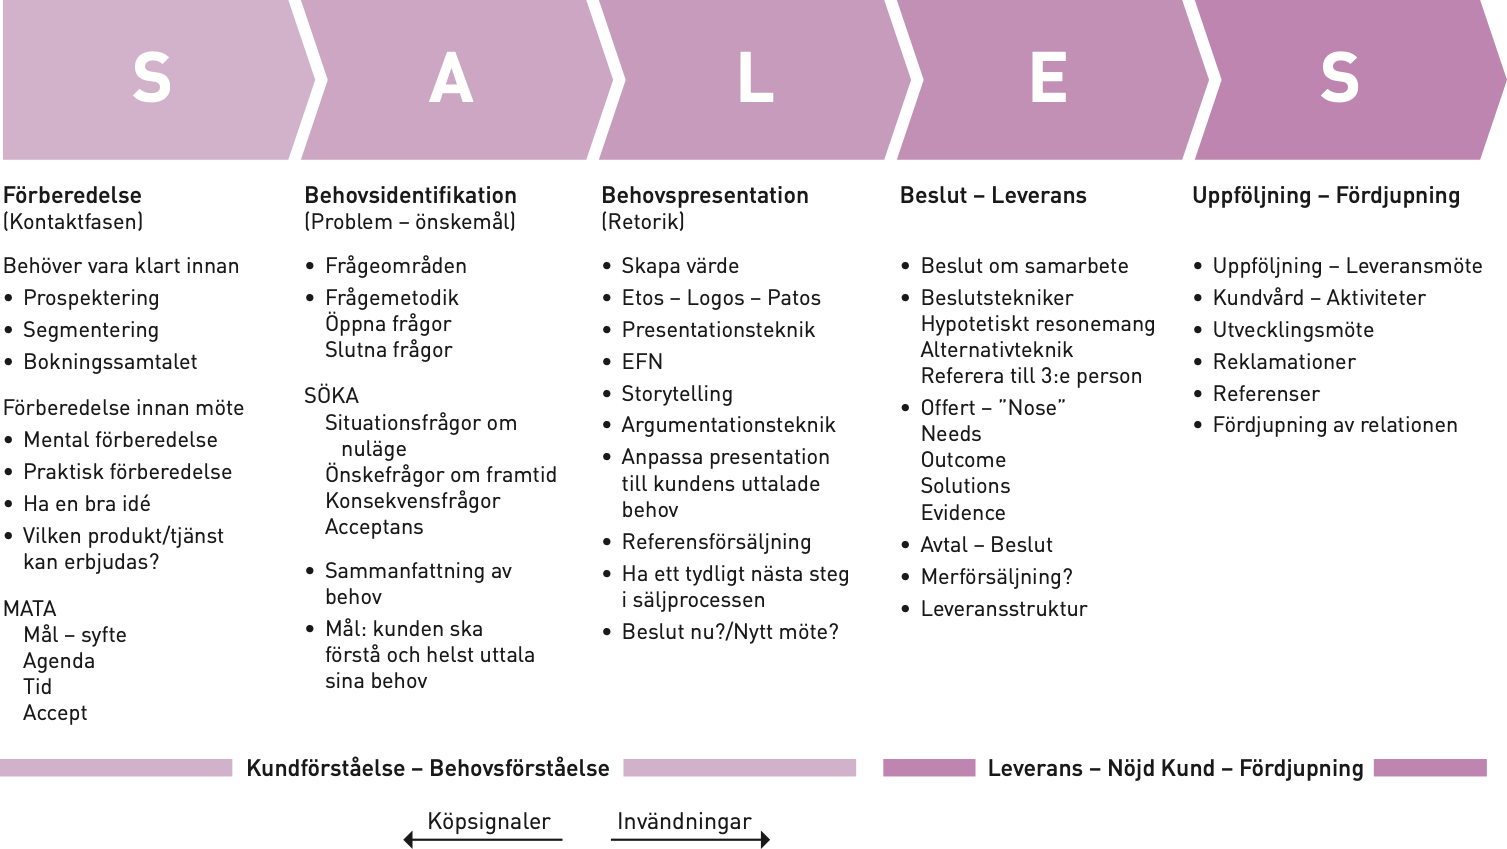 S A L E S
Förberedelse
(Kontaktfasen)
Behöver vara klart innan
• Prospektering
• Segmentering
• Bokningssamtalet
Förberedelse innan möte
• Mental förberedelse
• Praktisk förberedelse
• Ha en bra idé
• Vilken produkt/tjänst
kan erbjudas?
MATA
Mål – syfte
Agenda
Tid
Accept
Behovsidentifikation
(Problem – önskemål)
• Frågeområden
• Frågemetodik
Öppna frågor
Slutna frågor
SÖKA
Situationsfrågor om
nuläge
Önskefrågor om framtid
Konsekvensfrågor
Acceptans
• Sammanfattning av
behov
• Mål: kunden ska
förstå och helst uttala
sina behov
Behovspresentation
(Retorik)
• Skapa värde
• Etos – Logos – Patos
• Presentationsteknik
• EFN
• Storytelling
• Argumentationsteknik
• Anpassa presentation
till kundens uttalade
behov
• Referensförsäljning
• Ha ett tydligt nästa steg
i säljprocessen
• Beslut nu?/Nytt möte?
Beslut – Leverans
• Beslut om samarbete
• Beslutstekniker
Hypotetiskt resonemang
Alternativteknik
Referera till 3:e person
• Offert – ”Nose”
Needs
Outcome
Solutions
Evidence
• Avtal – Beslut
• Merförsäljning?
• Leveransstruktur
Uppföljning – Fördjupning
• Uppföljning – Leveransmöte
• Kundvård – Aktiviteter
• Utvecklingsmöte
• Reklamationer
• Referenser
• Fördjupning av relationen
Kundförståelse – Behovsförståelse
Leverans – Nöjd Kund – Fördjupning
Köpsignaler
Invändningar